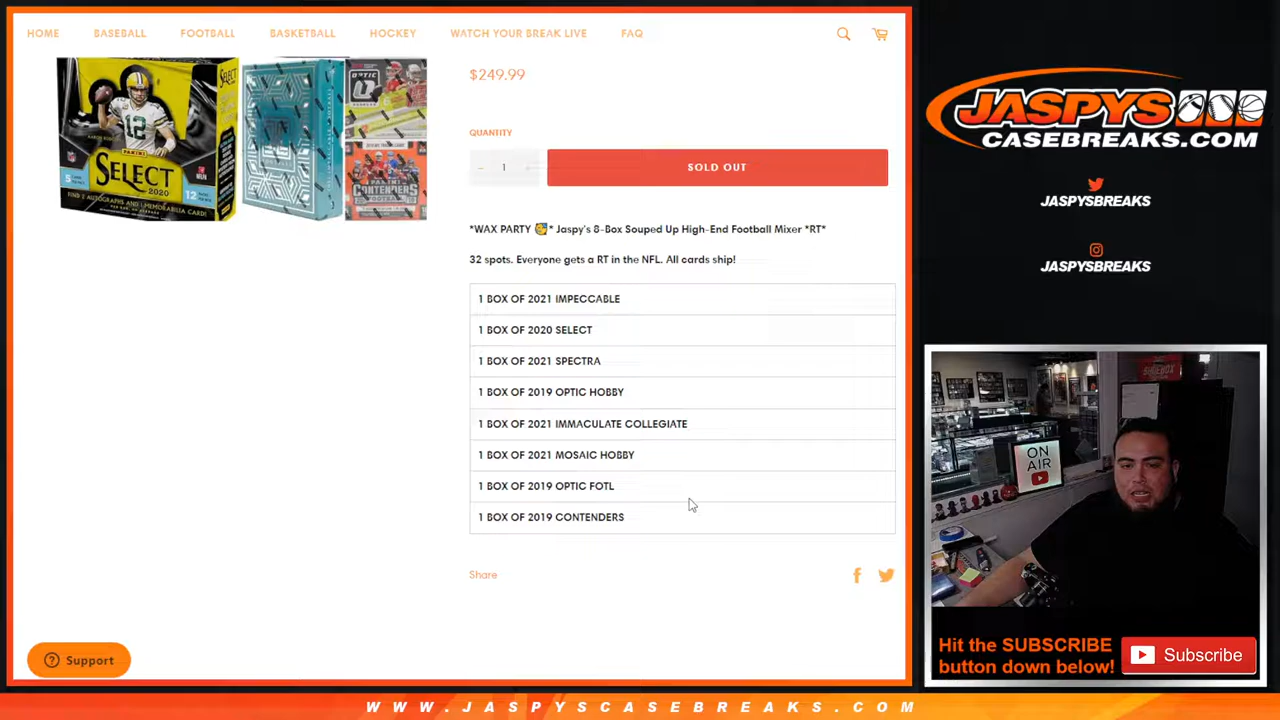 HOME BASEBALL FOOTBALL BASKETBALL HOCKEY WATCH YOUR BREAK LIVE FAQ
$249.99
QUANTITY
1
SOLD OUT
*WAX PARTY 🥳* Jaspy's 8-Box Souped Up High-End Football Mixer *RT*
32 spots. Everyone gets a RT in the NFL. All cards ship!
1 BOX OF 2021 IMPECCABLE
1 BOX OF 2020 SELECT
1 BOX OF 2021 SPECTRA
1 BOX OF 2019 OPTIC HOBBY
1 BOX OF 2021 IMMACULATE COLLEGIATE
1 BOX OF 2021 MOSAIC HOBBY
1 BOX OF 2019 OPTIC FOTL
1 BOX OF 2019 CONTENDERS
Share
Support
SELECT
12
PANINI
SELECT
2020
OPTIC
CONTENDERS
FOOTBALL
JASPYS
CASEBREAKS.COM
JASPYSBREAKS
JASPYSBREAKS
ON
AIR
Hit the SUBSCRIBE
button down below!
Subscribe
WWW.JASPYSCASEBREAKS.COM